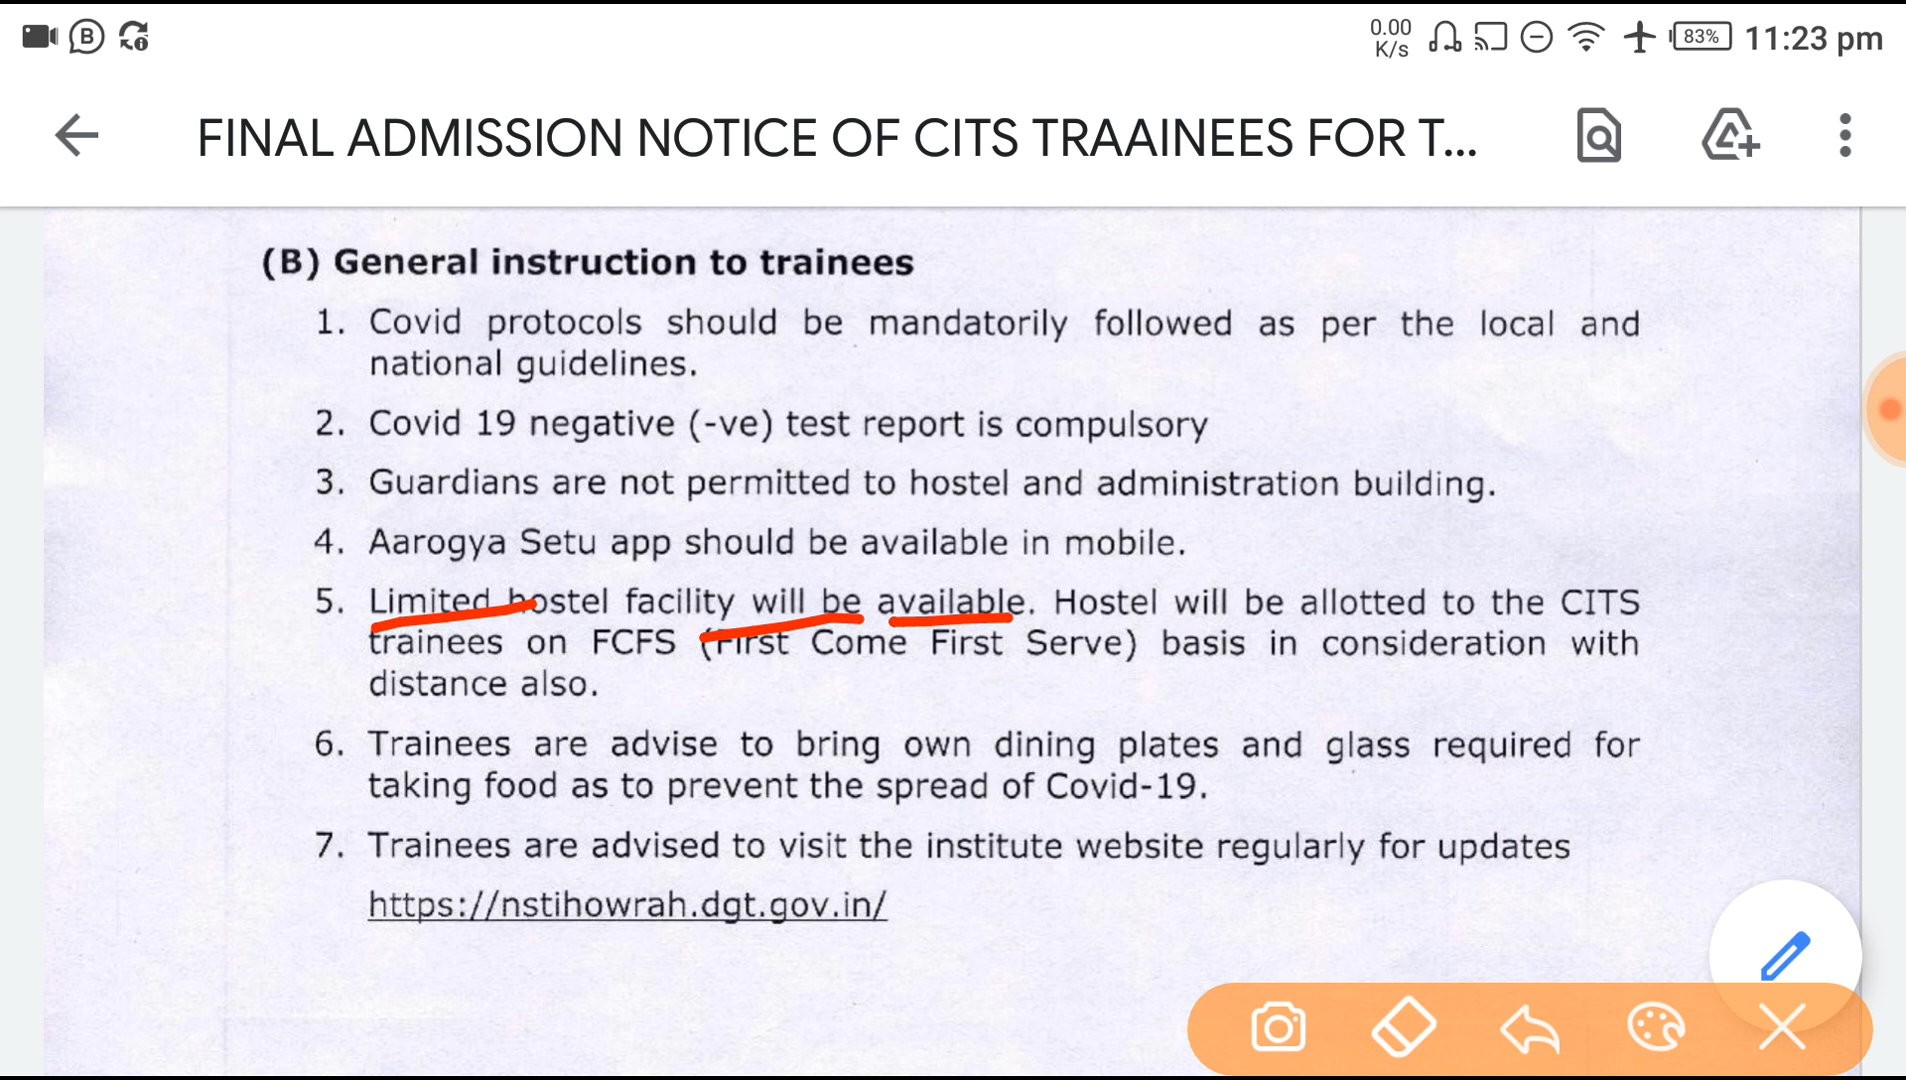 0.00
K/s
83%
11:23 pm
FINAL ADMISSION NOTICE OF CITS TRAAINEES FOR T...
(B) General instruction to trainees
1. Covid protocols should be mandatorily followed as per the local and
national guidelines.
2. Covid 19 negative (-ve) test report is compulsory
3. Guardians are not permitted to hostel and administration building.
4. Aarogya Setu app should be available in mobile.
5. Limited hostel facility will be available. Hostel will be allotted to the CITS
trainees on FCFS (First Come First Serve) basis in consideration with
distance also.
6. Trainees are advise to bring own dining plates and glass required for
taking food as to prevent the spread of Covid-19.
7. Trainees are advised to visit the institute website regularly for updates
https://nstihowrah.dgt.gov.in/